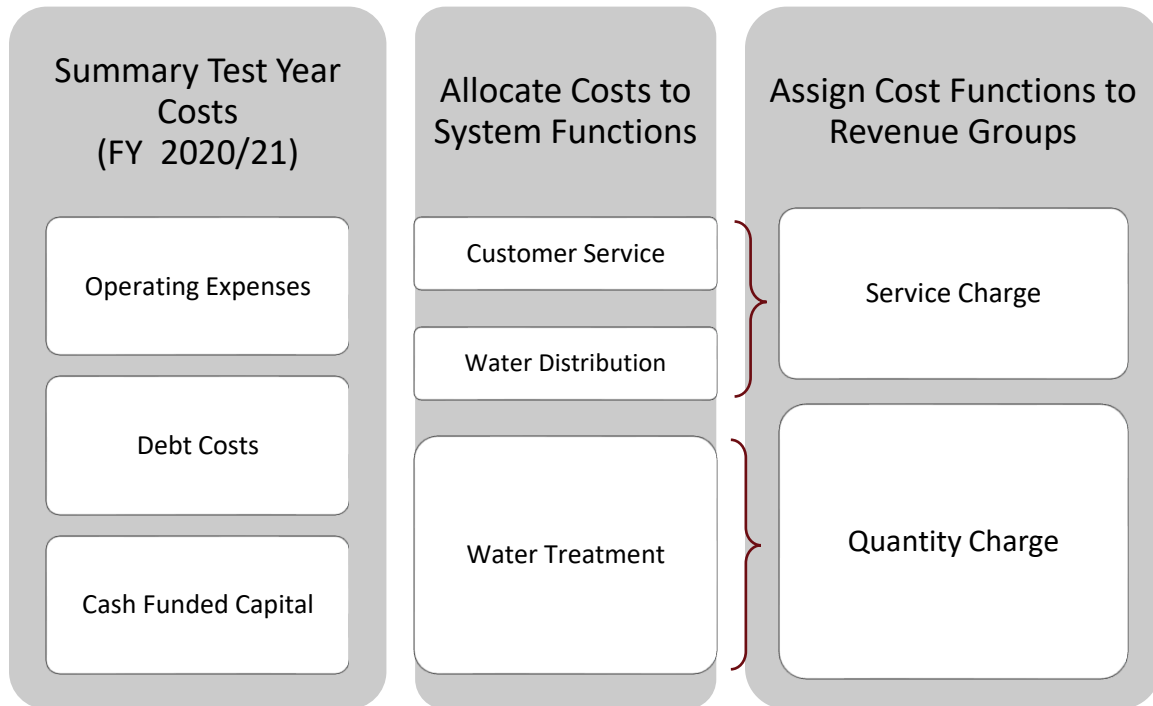 Summary Test Year
Costs
(FY  2020/21)
Operating Expenses
Debt Costs
Cash Funded Capital
Allocate Costs to
System Functions
Customer Service
Water Distribution
Water Treatment
Assign Cost Functions to
Revenue Groups
Service Charge
Quantity Charge